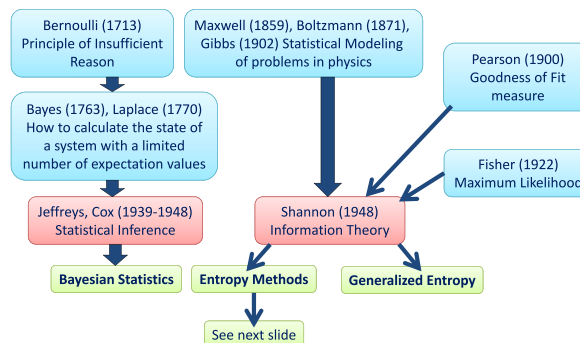 Bernoulli (1713)
Principle of Insufficient
Reason
Maxwell (1859), Boltzmann (1871),
Gibbs (1902) Statistical Modeling
of problems in physics
Pearson (1900)
Goodness of Fit
measure
Bayes (1763), Laplace (1770)
How to calculate the state of
a system with a limited
number of expectation values
Fisher (1922)
Maximum Likelihood
Jeffreys, Cox (1939-1948)
Statistical Inference
Shannon (1948)
Information Theory
Bayesian Statistics
Entropy Methods
Generalized Entropy
See next slide